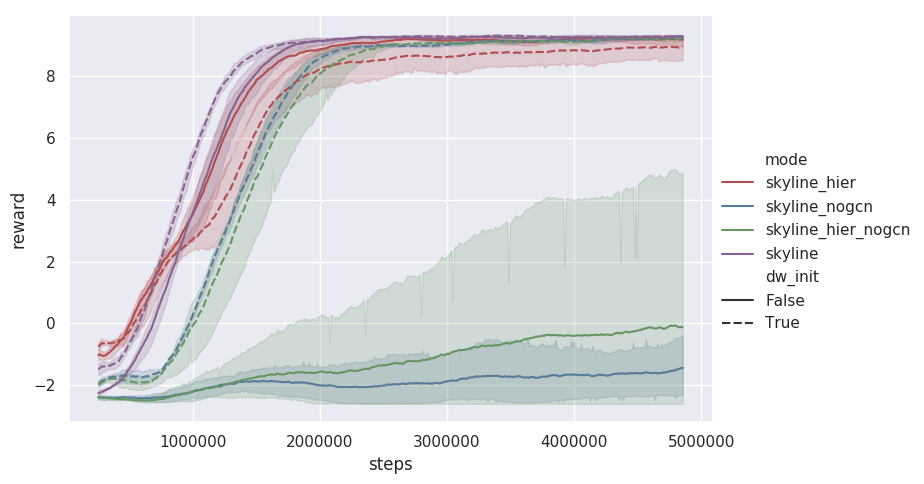 8
6
4
2
0
−2
reward
1000000 2000000 3000000 4000000 5000000
steps
mode
skyline_hier
skyline_nogcn
skyline_hier_nogcn
skyline
dw_init
False
True